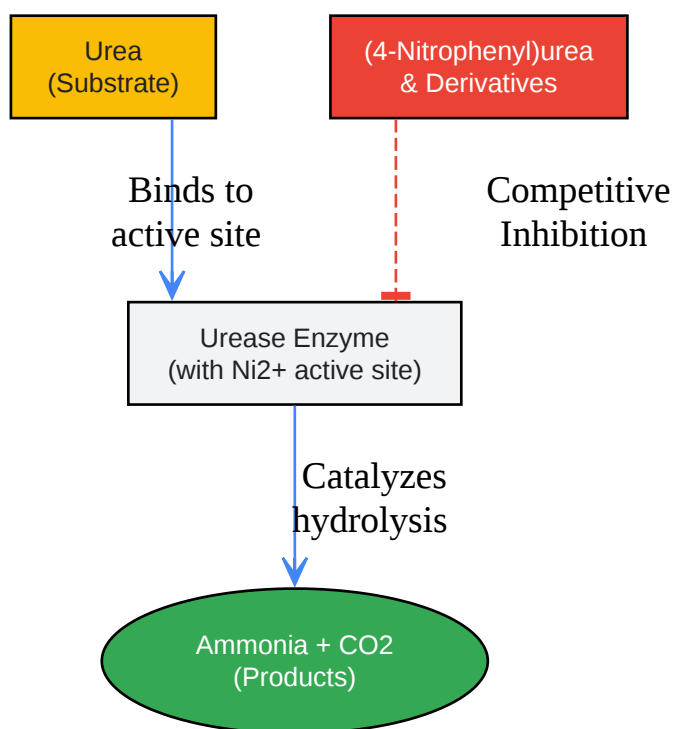 Urea
(Substrate)
(4-Nitrophenyl)urea
& Derivatives
Binds to
active site
Competitive
Inhibition
Urease Enzyme
(with Ni2+ active site)
Catalyzes
hydrolysis
Ammonia + CO2
(Products)